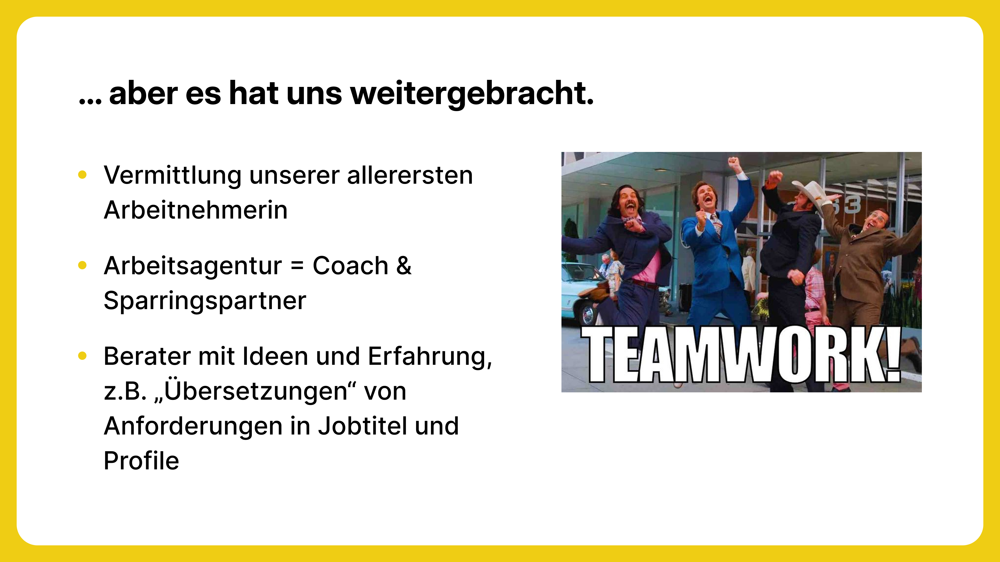 ... aber es hat uns weitergebracht.
• Vermittlung unserer allerersten
Arbeitnehmerin
• Arbeitsagentur = Coach &
Sparringspartner
• Berater mit Ideen und Erfahrung,
z.B. „Übersetzungen“ von
Anforderungen in Jobtitel und
Profile
63
TEAMWORK!